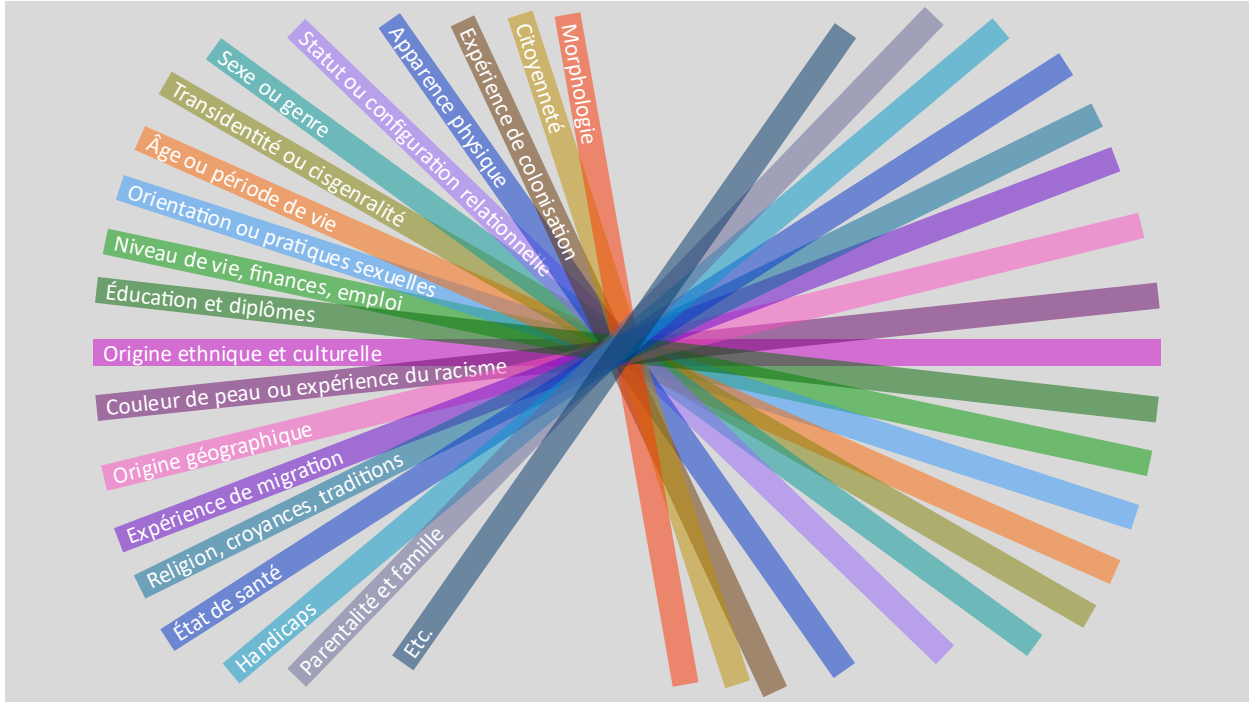 Morphologie
Citoyenneté
Expérience de colonisation
Apparence physique
Statut ou configuration relationnelle
Sexe ou genre
Transidentité ou cisgenralité
Âge ou période de vie
Orientation ou pratiques sexuelles
Niveau de vie, finances, emploi
Éducation et diplômes
Origine ethnique et culturelle
Couleur de peau ou expérience du racisme
Origine géographique
Expérience de migration
Religion, croyances, traditions
État de santé
Handicaps
Parentalité et famille
Etc.